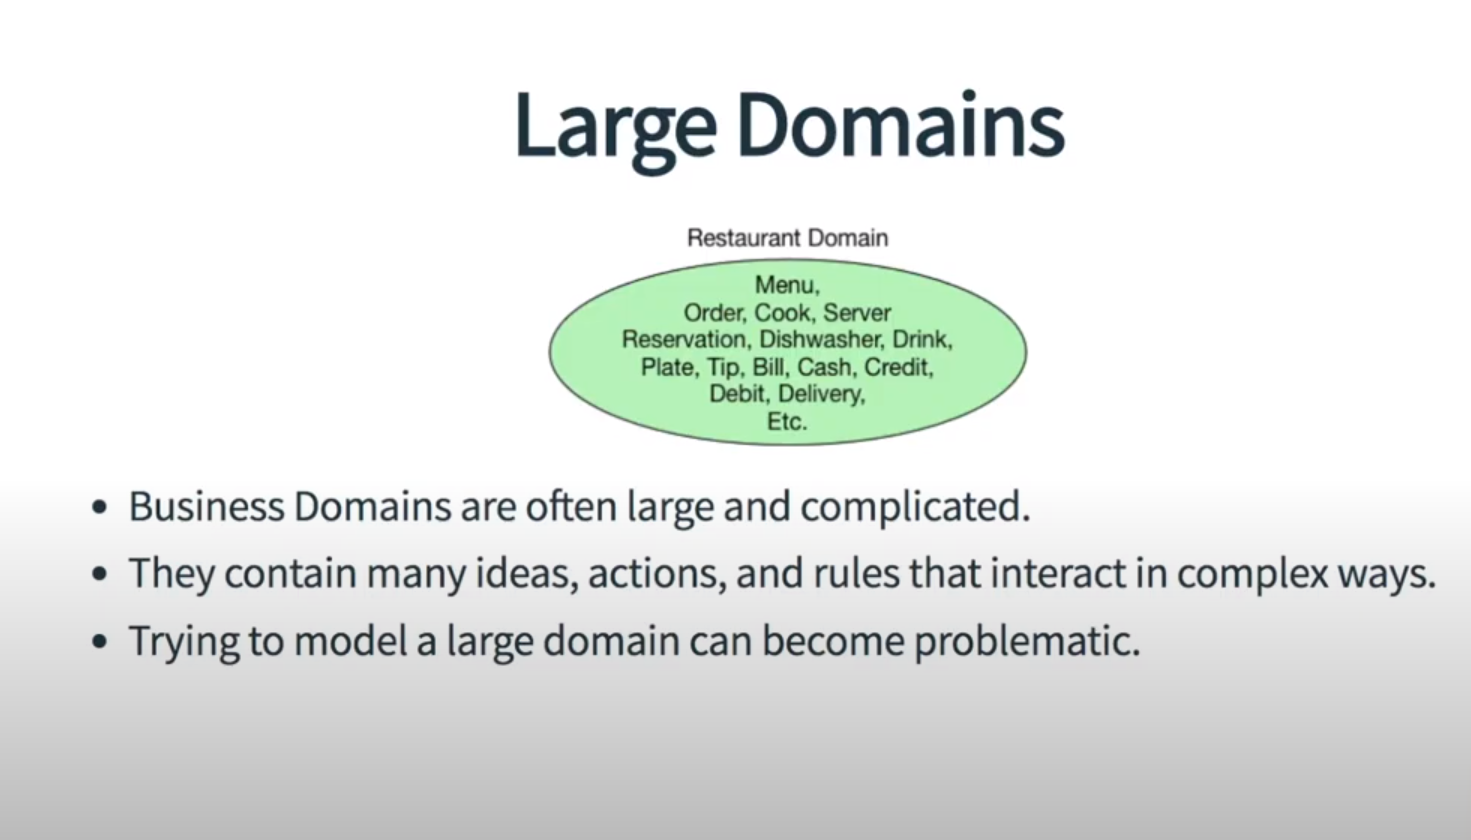 Large Domains
Restaurant Domain
Menu,
Order, Cook, Server
Reservation, Dishwasher, Drink,
Plate, Tip, Bill, Cash, Credit,
Debit, Delivery,
Etc.
• Business Domains are often large and complicated.
• They contain many ideas, actions, and rules that interact in complex ways.
• Trying to model a large domain can become problematic.